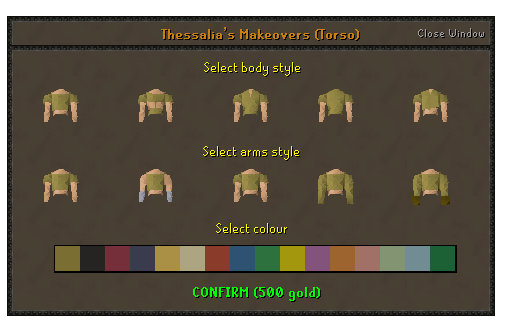 Thessalia's Makeovers (Torso)
Close Window
Select body style
Select arms style
Select colour
CONFIRM (500 gold)